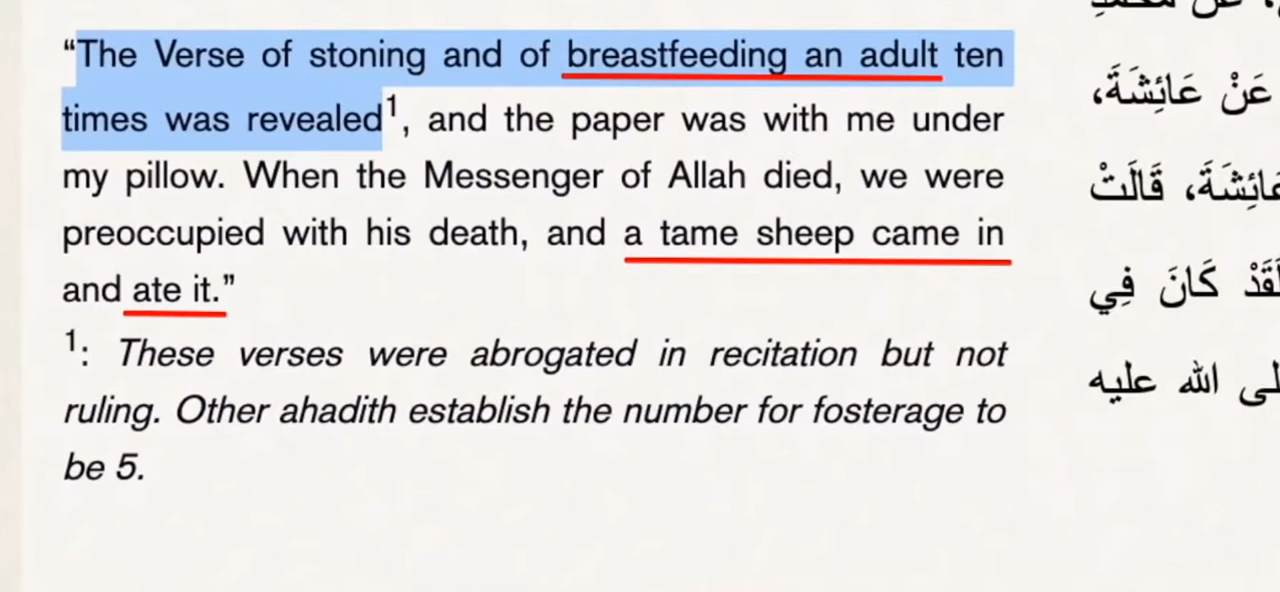 “The Verse of stoning and of breastfeeding an adult ten
times was revealed¹, and the paper was with me under
my pillow. When the Messenger of Allah died, we were
preoccupied with his death, and a tame sheep came in
and ate it.”
¹: These verses were abrogated in recitation but not
ruling. Other ahadith establish the number for fosterage to
be 5.
عَنْ عَائِشَةَ،
قَالَتْ
كَانَ فِي
الله عليه